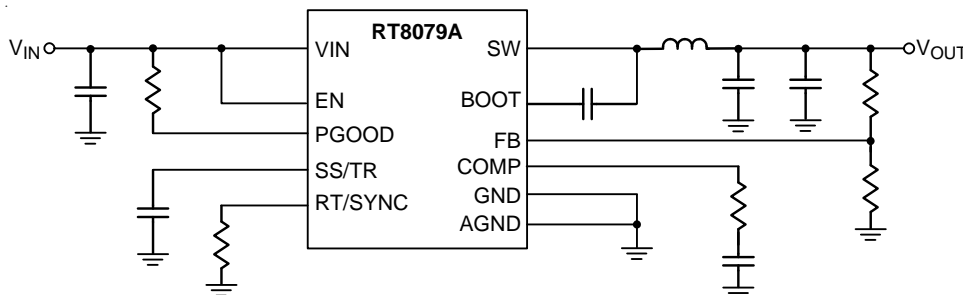 RT8079A
VIN
VIN
SW
VOUT
EN
BOOT
PGOOD
FB
SS/TR
COMP
RT/SYNC
GND
AGND